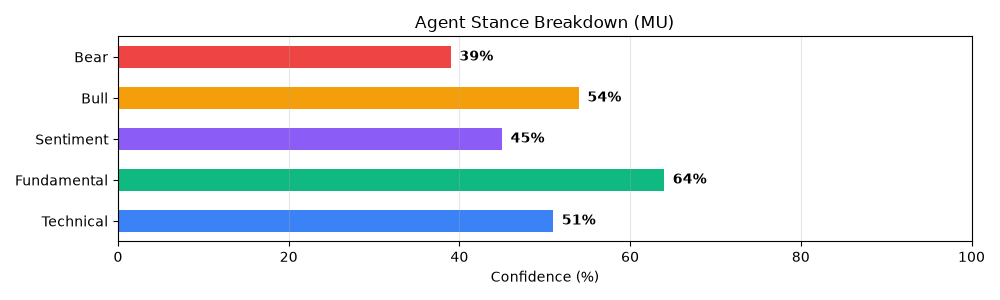 Agent Stance Breakdown (MU)
Bear 39%
Bull 54%
Sentiment 45%
Fundamental 64%
Technical 51%
0 20 40 60 80 100
Confidence (%)